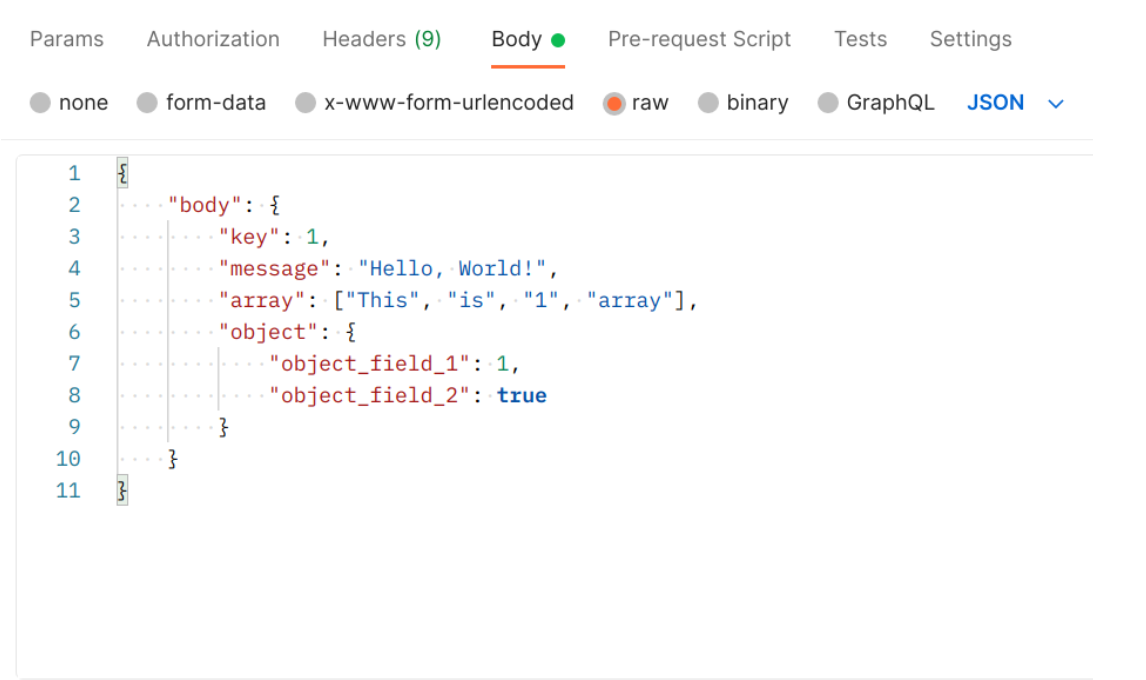 Params Authorization Headers (9) Body Pre-request Script Tests Settings
none form-data x-www-form-urlencoded raw binary GraphQL JSON
1 {
2     "body": {
3         "key": 1,
4         "message": "Hello, World!",
5         "array": ["This", "is", "1", "array"],
6         "object": {
7             "object_field_1": 1,
8             "object_field_2": true
9         }
10     }
11 }